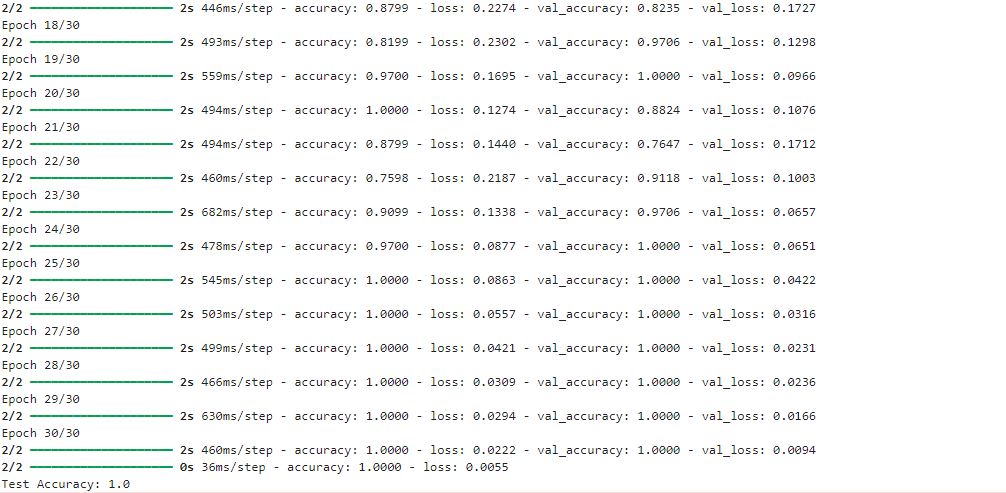 2/2 ━━━━━━━━━━━━━━━━━━━━ 2s 446ms/step - accuracy: 0.8799 - loss: 0.2274 - val_accuracy: 0.8235 - val_loss: 0.1727
Epoch 18/30
2/2 ━━━━━━━━━━━━━━━━━━━━ 2s 493ms/step - accuracy: 0.8199 - loss: 0.2302 - val_accuracy: 0.9706 - val_loss: 0.1298
Epoch 19/30
2/2 ━━━━━━━━━━━━━━━━━━━━ 2s 559ms/step - accuracy: 0.9700 - loss: 0.1695 - val_accuracy: 1.0000 - val_loss: 0.0966
Epoch 20/30
2/2 ━━━━━━━━━━━━━━━━━━━━ 2s 494ms/step - accuracy: 1.0000 - loss: 0.1274 - val_accuracy: 0.8824 - val_loss: 0.1076
Epoch 21/30
2/2 ━━━━━━━━━━━━━━━━━━━━ 2s 494ms/step - accuracy: 0.8799 - loss: 0.1440 - val_accuracy: 0.7647 - val_loss: 0.1712
Epoch 22/30
2/2 ━━━━━━━━━━━━━━━━━━━━ 2s 460ms/step - accuracy: 0.7598 - loss: 0.2187 - val_accuracy: 0.9118 - val_loss: 0.1003
Epoch 23/30
2/2 ━━━━━━━━━━━━━━━━━━━━ 2s 682ms/step - accuracy: 0.9099 - loss: 0.1338 - val_accuracy: 0.9706 - val_loss: 0.0657
Epoch 24/30
2/2 ━━━━━━━━━━━━━━━━━━━━ 2s 478ms/step - accuracy: 0.9700 - loss: 0.0877 - val_accuracy: 1.0000 - val_loss: 0.0651
Epoch 25/30
2/2 ━━━━━━━━━━━━━━━━━━━━ 2s 545ms/step - accuracy: 1.0000 - loss: 0.0863 - val_accuracy: 1.0000 - val_loss: 0.0422
Epoch 26/30
2/2 ━━━━━━━━━━━━━━━━━━━━ 2s 503ms/step - accuracy: 1.0000 - loss: 0.0557 - val_accuracy: 1.0000 - val_loss: 0.0316
Epoch 27/30
2/2 ━━━━━━━━━━━━━━━━━━━━ 2s 499ms/step - accuracy: 1.0000 - loss: 0.0421 - val_accuracy: 1.0000 - val_loss: 0.0231
Epoch 28/30
2/2 ━━━━━━━━━━━━━━━━━━━━ 2s 466ms/step - accuracy: 1.0000 - loss: 0.0309 - val_accuracy: 1.0000 - val_loss: 0.0236
Epoch 29/30
2/2 ━━━━━━━━━━━━━━━━━━━━ 2s 630ms/step - accuracy: 1.0000 - loss: 0.0294 - val_accuracy: 1.0000 - val_loss: 0.0166
Epoch 30/30
2/2 ━━━━━━━━━━━━━━━━━━━━ 2s 460ms/step - accuracy: 1.0000 - loss: 0.0222 - val_accuracy: 1.0000 - val_loss: 0.0094
2/2 ━━━━━━━━━━━━━━━━━━━━ 0s 36ms/step - accuracy: 1.0000 - loss: 0.0055
Test Accuracy: 1.0